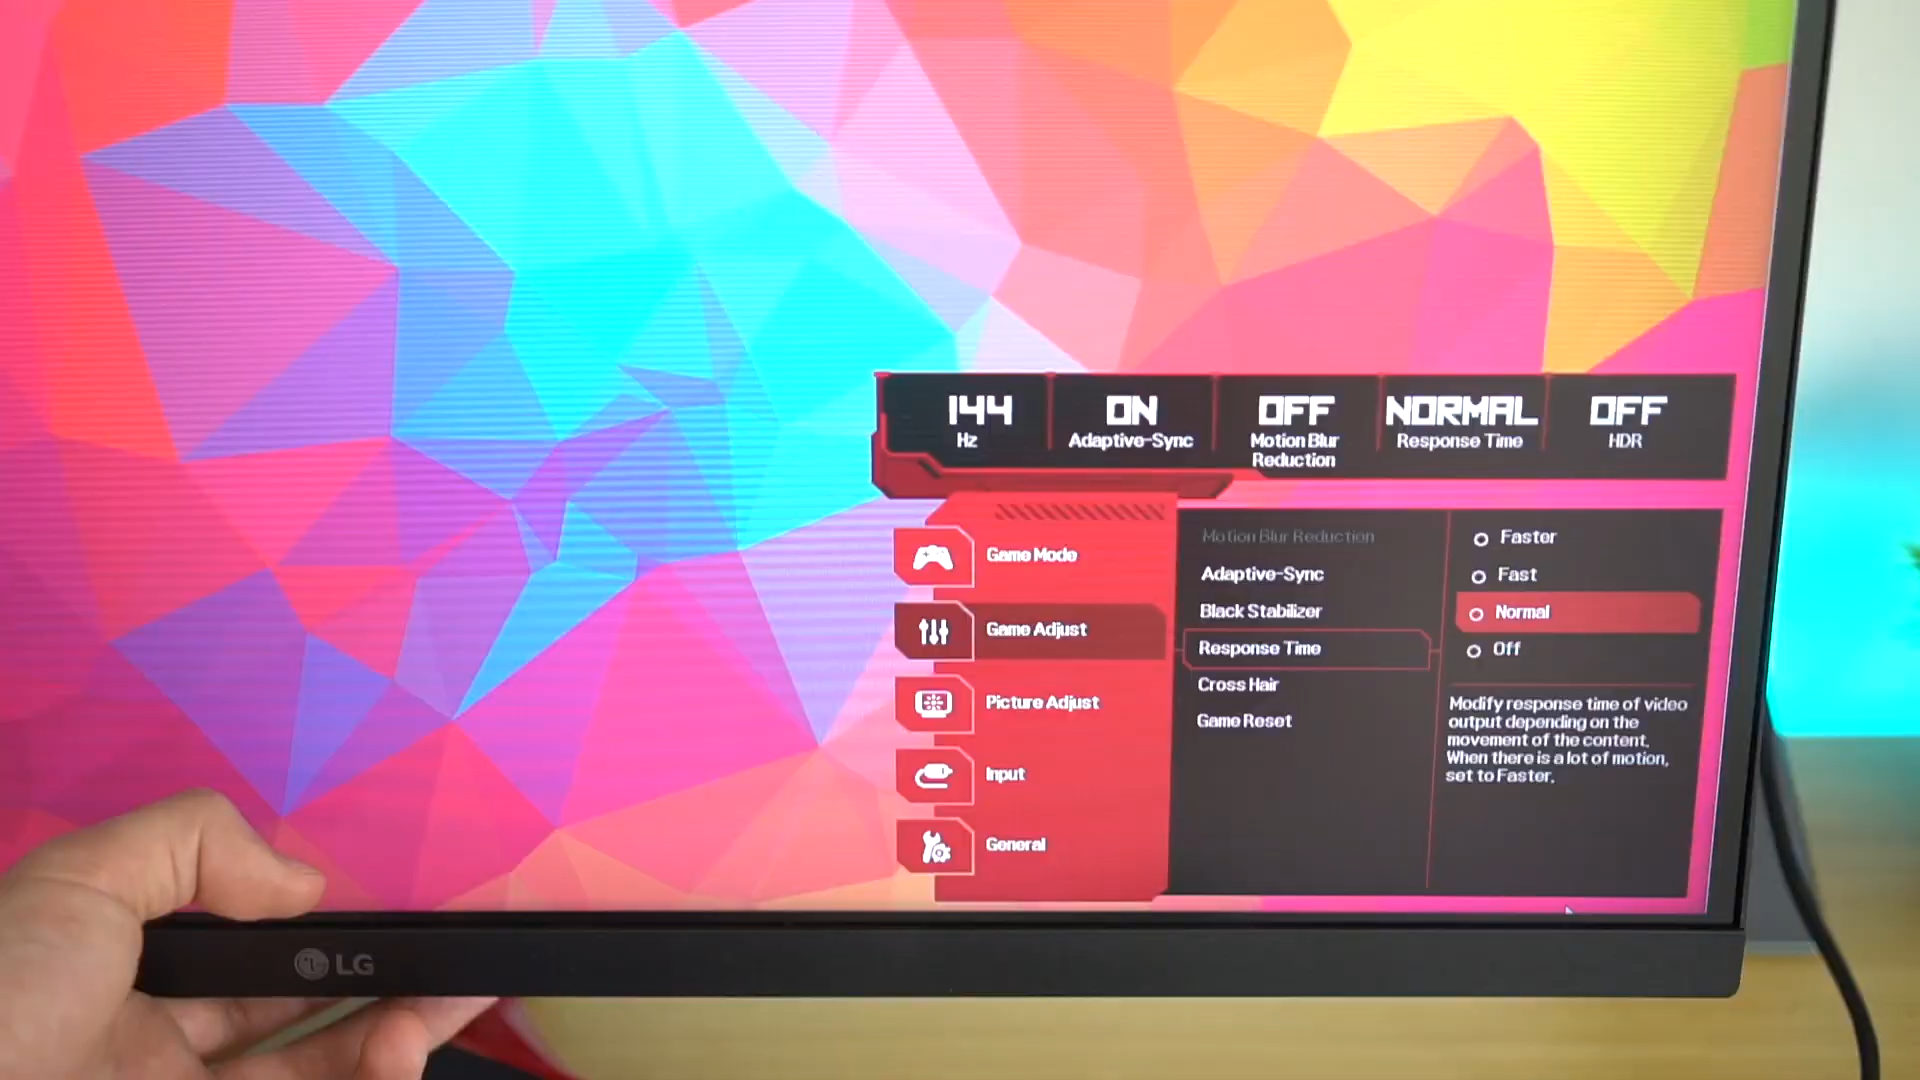 144
Hz
ON
Adaptive-Sync
OFF
Motion Blur
Reduction
NORMAL
Response Time
OFF
HDR
Game Mode
Game Adjust
Picture Adjust
Input
General
Motion Blur Reduction
Adaptive-Sync
Black Stabilizer
Response Time
Cross Hair
Game Reset
Faster
Fast
Normal
Off
Modify response time of video
output depending on the
movement of the content.
When there is a lot of motion,
set to Faster.
LG